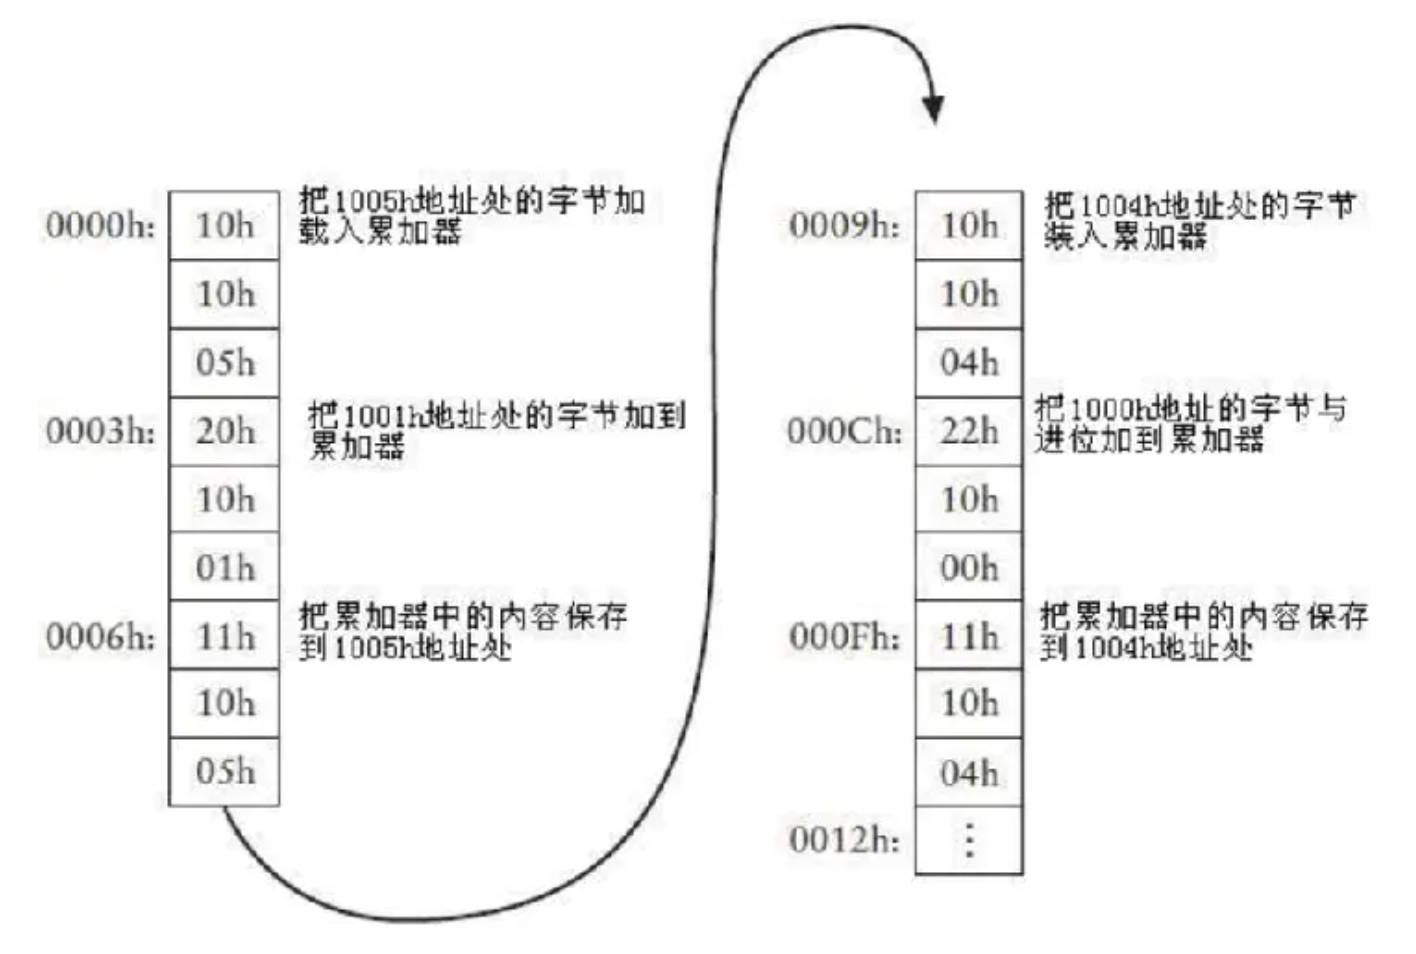 0000h: 10h 把1005h地址处的字节加
载入累加器
10h
05h
0003h: 20h 把1001h地址处的字节加到
累加器
10h
01h
0006h: 11h 把累加器中的内容保存
到1005h地址处
10h
05h
0009h: 10h 把1004h地址处的字节
装入累加器
10h
04h
000Ch: 22h 把1000h地址的字节与
进位加到累加器
10h
00h
000Fh: 11h 把累加器中的内容保存
到1004h地址处
10h
04h
0012h: ⋮